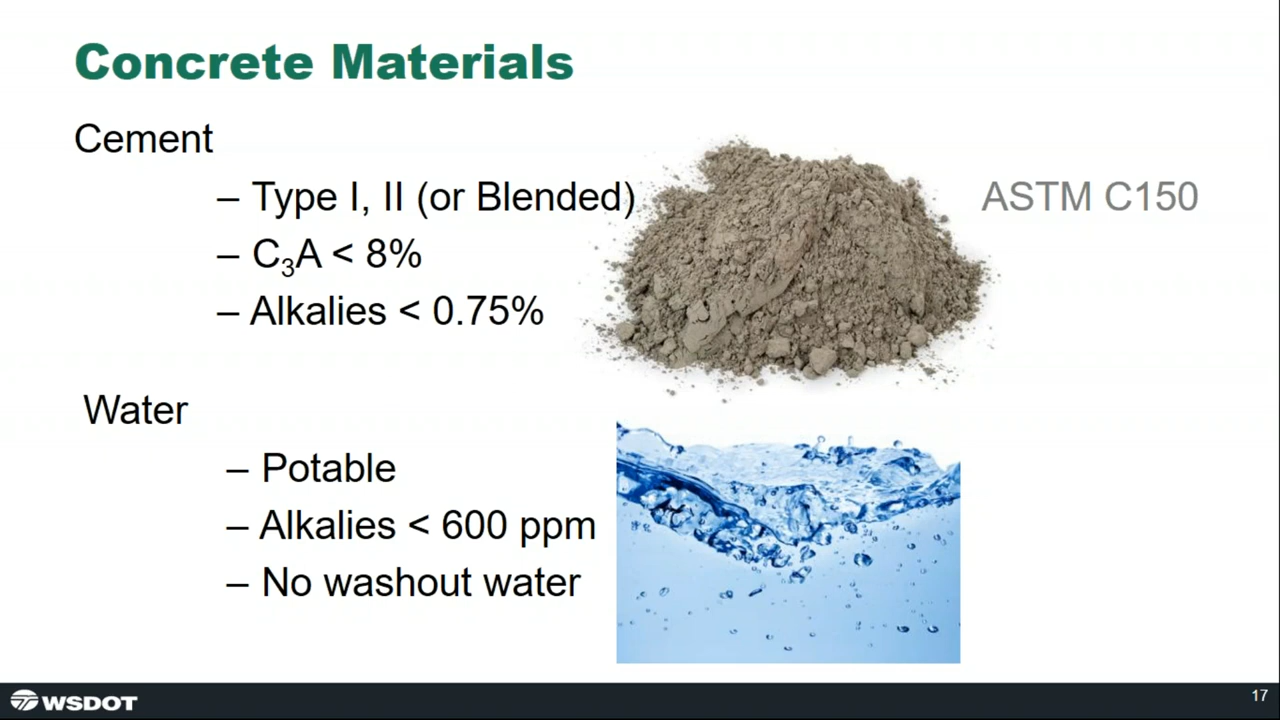 Concrete Materials
Cement
– Type I, II (or Blended)
ASTM C150
– C₃A < 8%
– Alkalies < 0.75%
Water
– Potable
– Alkalies < 600 ppm
– No washout water
WSDOT
17